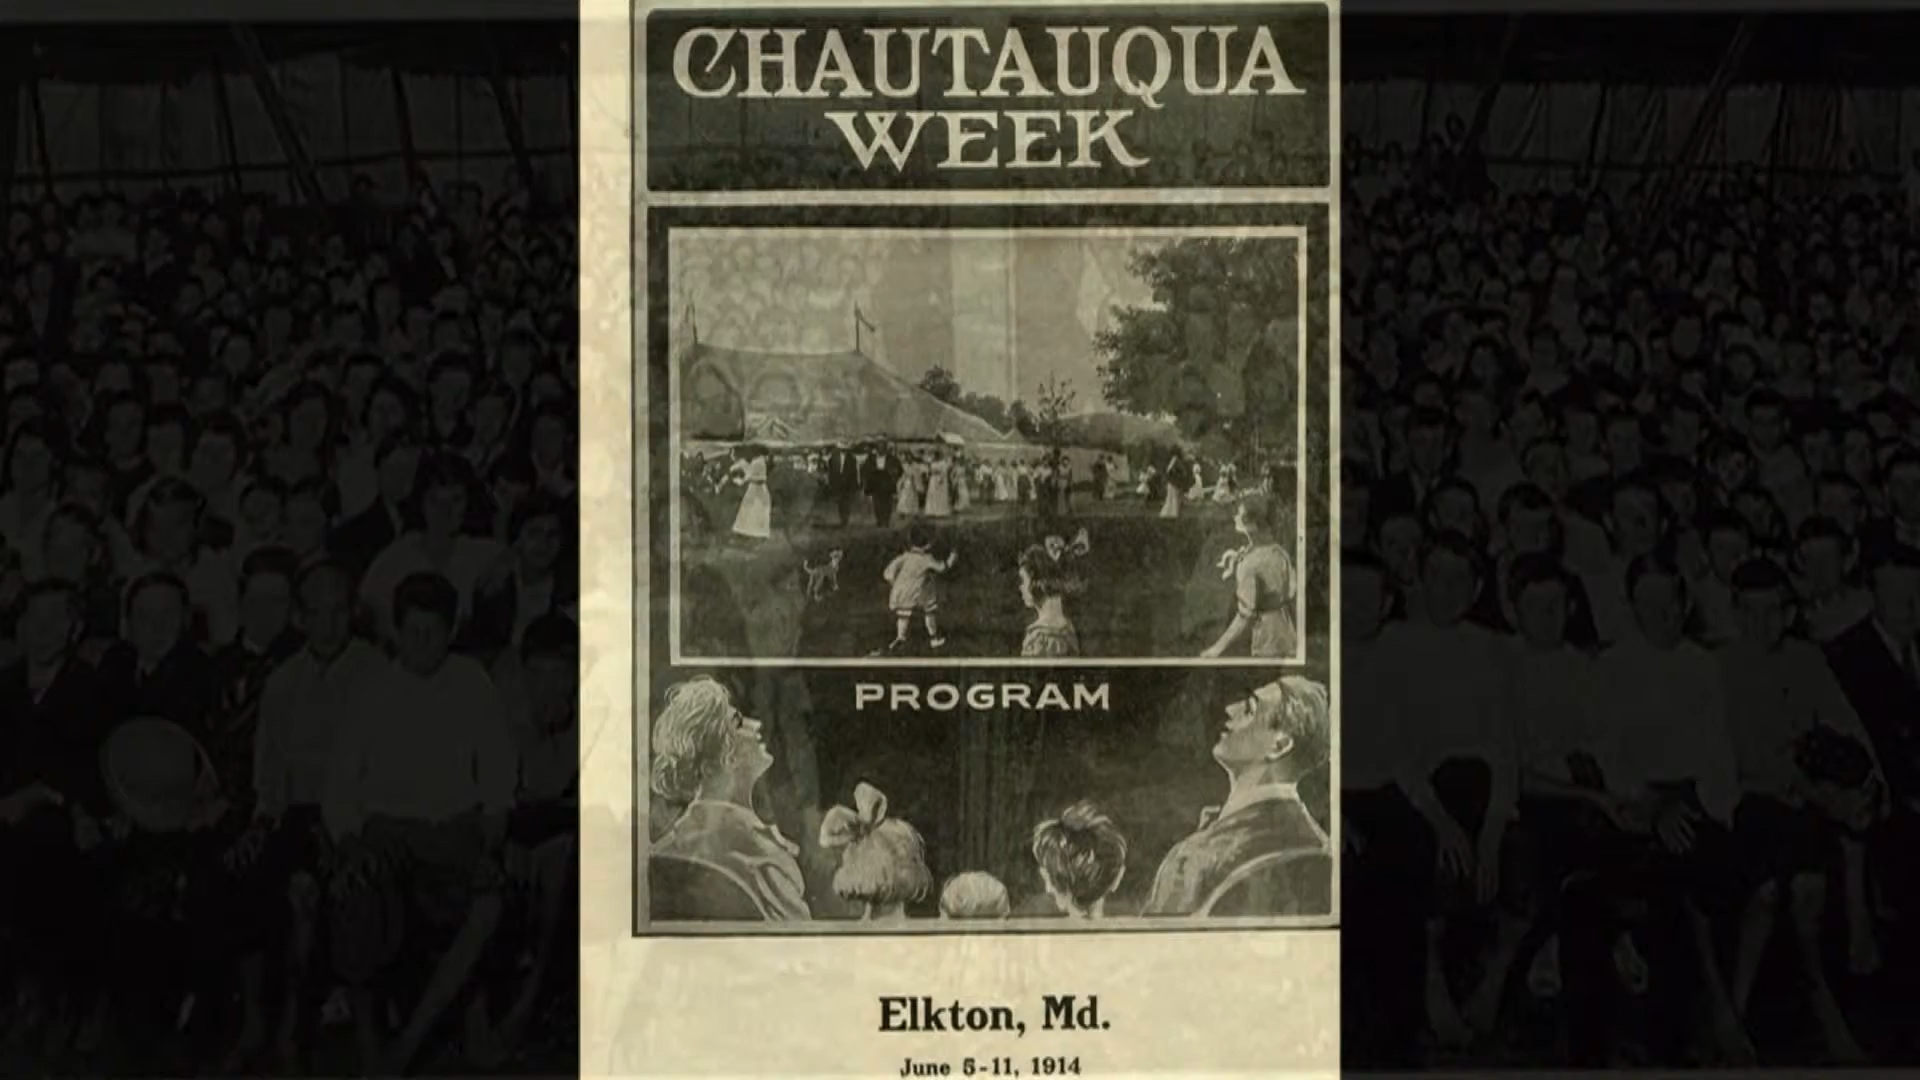 CHAUTAUQUA
WEEK
PROGRAM
Elkton, Md.
June 5-11, 1914